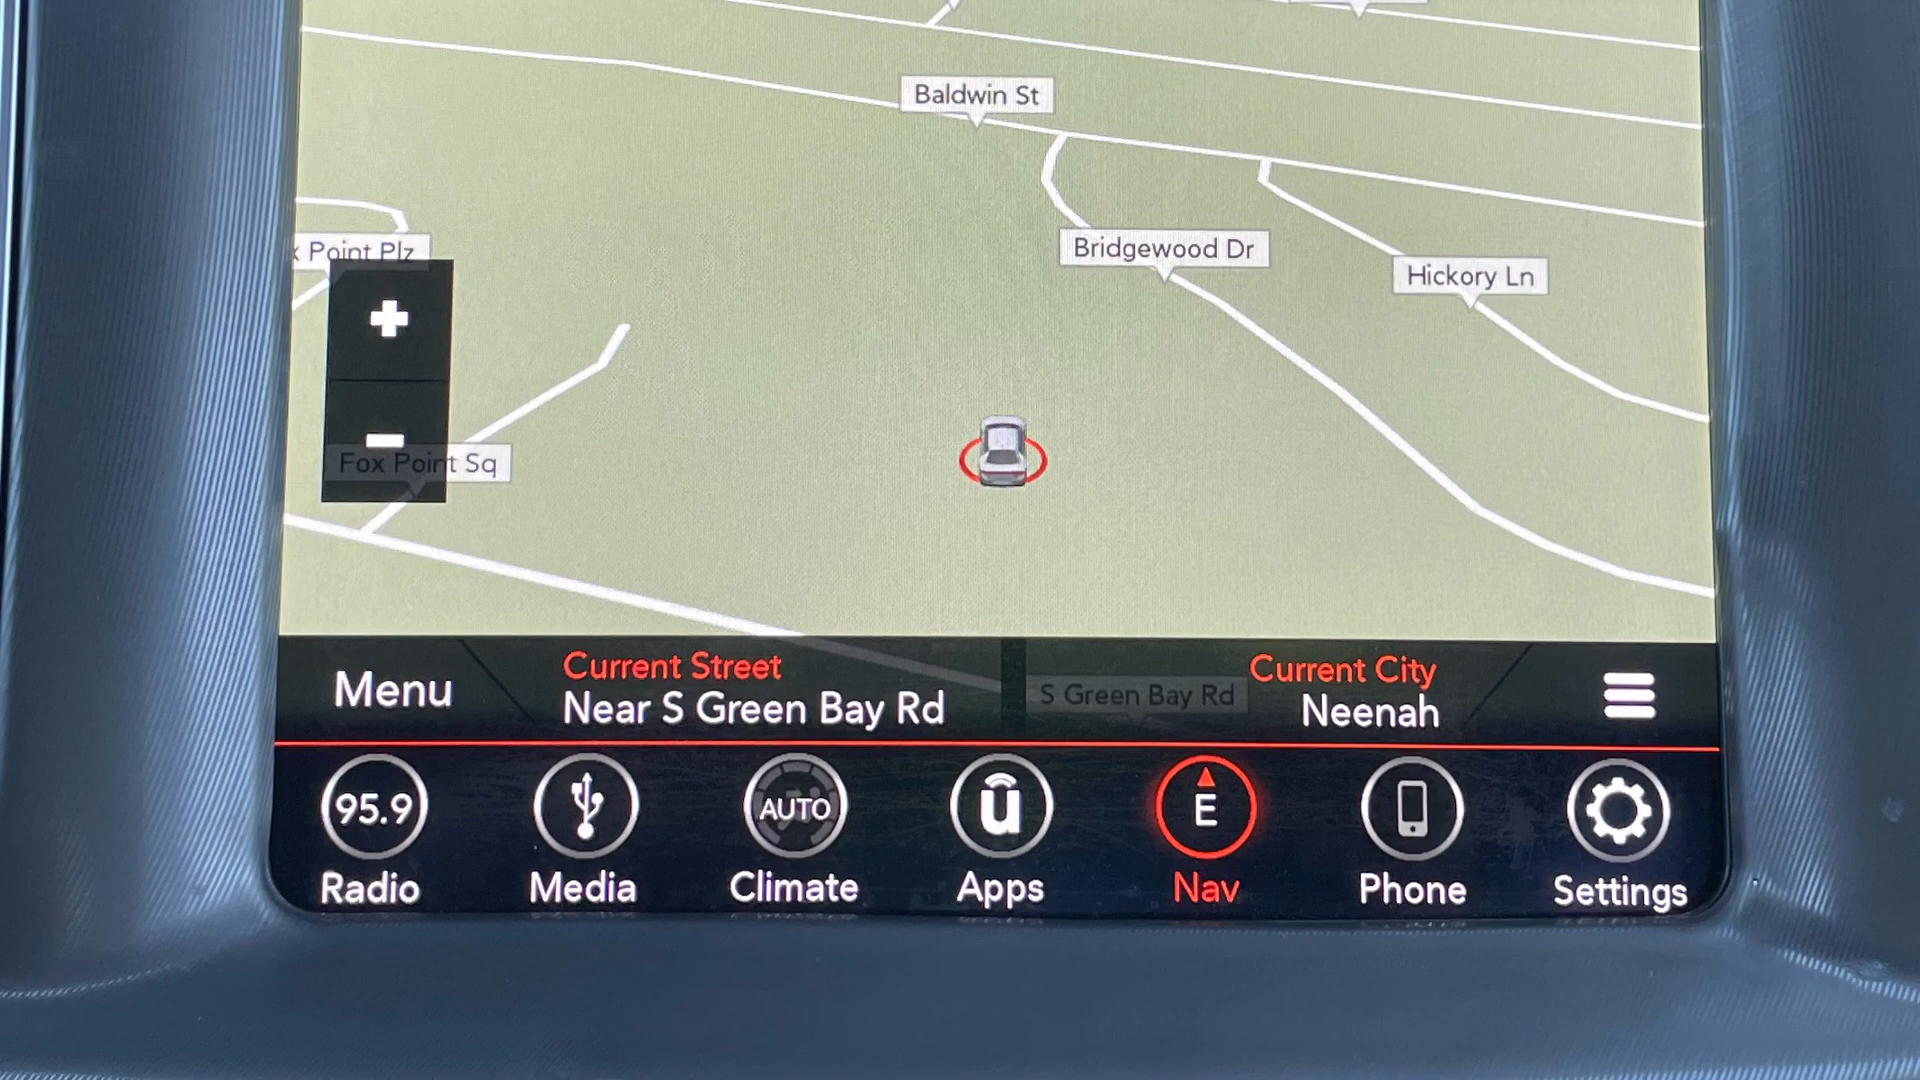 Baldwin St
x Point Plz
Bridgewood Dr
Hickory Ln
+
Fox Point Sq
-
Menu
Current Street
Near S Green Bay Rd
S Green Bay Rd
Current City
Neenah
95.9
AUTO
u
E
Radio
Media
Climate
Apps
Nav
Phone
Settings